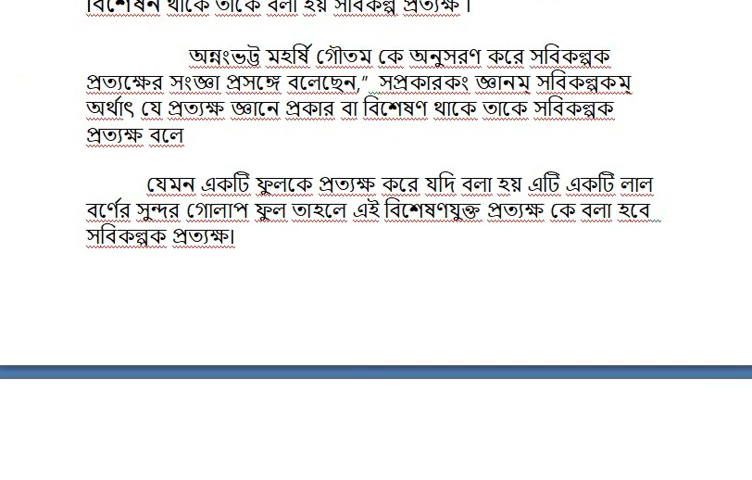 বিশেষন থাকে তাকে বলা হয় সবিকল্প প্রত্যক্ষ।
অন্নংভট্ট মহর্ষি গৌতম কে অনুসরণ করে সবিকল্পক
প্রত্যক্ষের সংজ্ঞা প্রসঙ্গে বলেছেন,” সপ্রকারকং জ্ঞানম্ সবিকল্পকম্
অর্থাৎ যে প্রত্যক্ষ জ্ঞানে প্রকার বা বিশেষণ থাকে তাকে সবিকল্পক
প্রত্যক্ষ বলে
যেমন একটি ফুলকে প্রত্যক্ষ করে যদি বলা হয় এটি একটি লাল
বর্ণের সুন্দর গোলাপ ফুল তাহলে এই বিশেষণযুক্ত প্রত্যক্ষ কে বলা হবে
সবিকল্পক প্রত্যক্ষ।